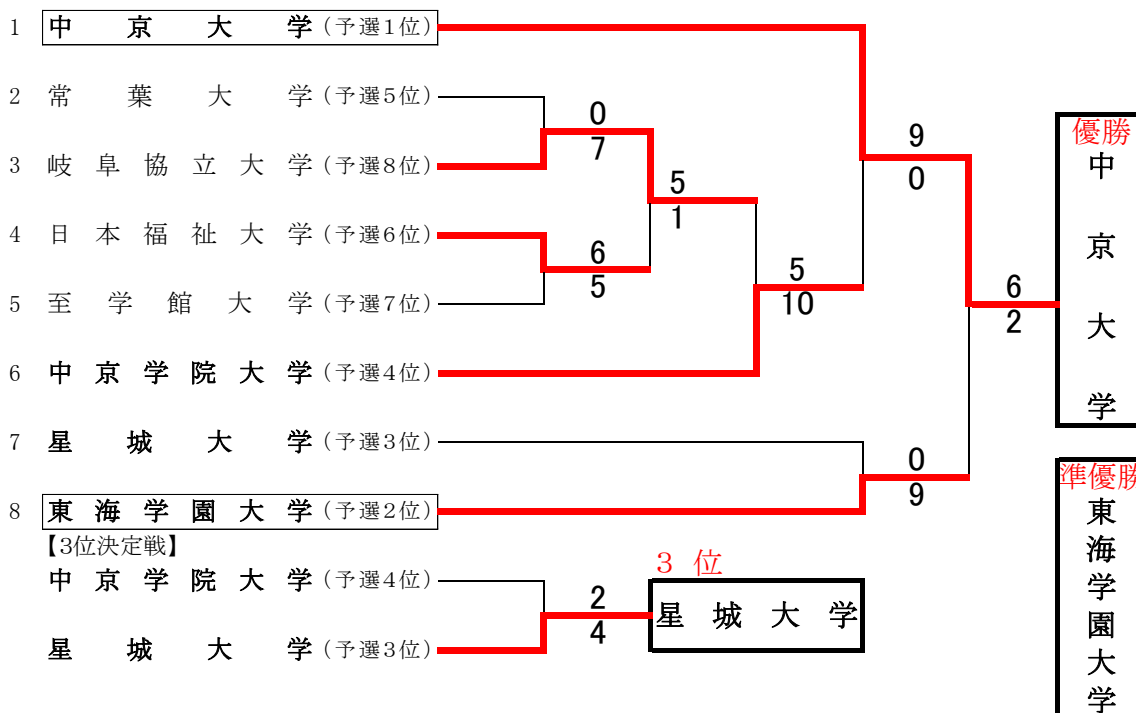 1 中京大学 (予選1位)
2 常葉大学 (予選5位)
3 岐阜協立大学 (予選8位)
4 日本福祉大学 (予選6位)
5 至学館大学 (予選7位)
6 中京学院大学 (予選4位)
7 星城大学 (予選3位)
8 東海学園大学 (予選2位)
0
7
6
5
5
1
5
10
9
0
0
9
6
2
優勝
中京大学
準優勝
東海学園大学
【3位決定戦】
中京学院大学 (予選4位)
星城大学 (予選3位)
2
4
3 位
星城大学